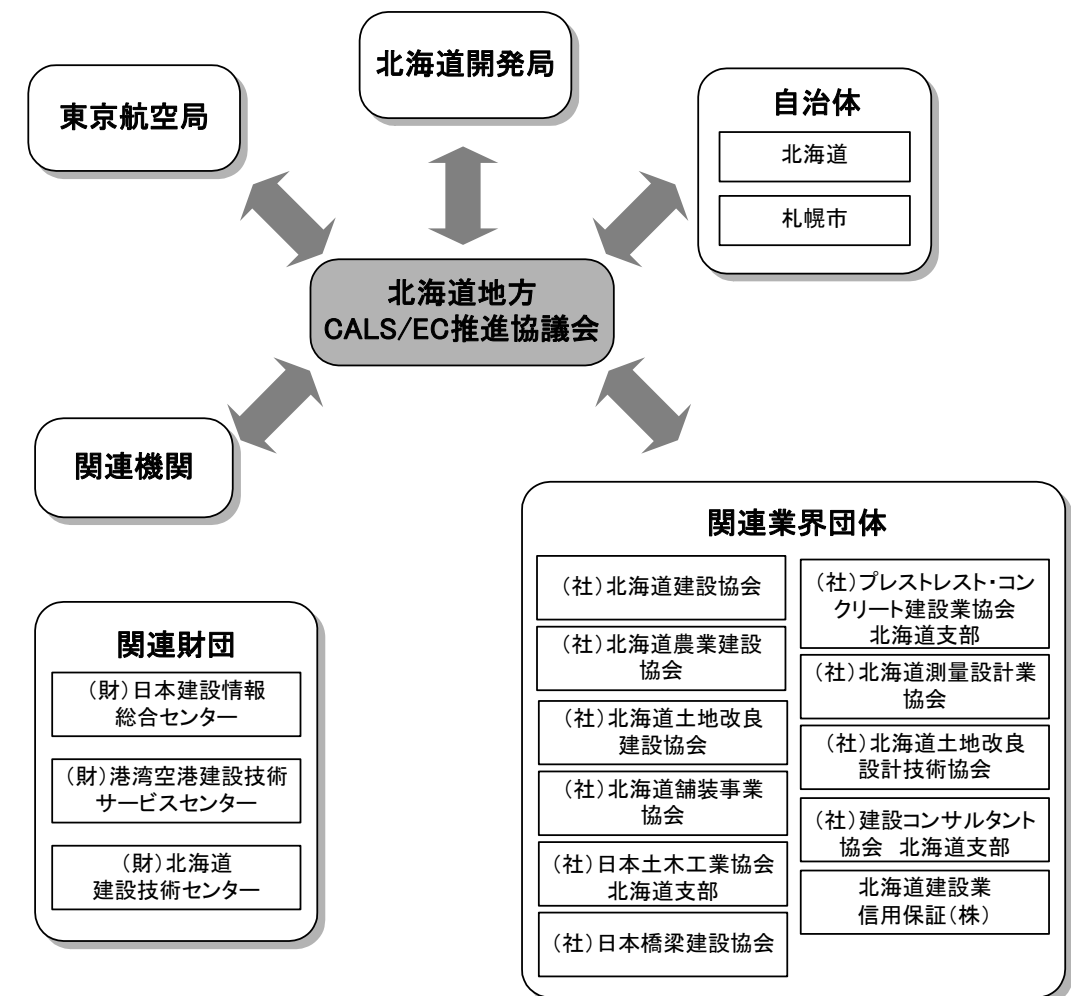 北海道開発局
東京航空局
自治体
北海道
札幌市
北海道地方
CALS/EC推進協議会
関連機関
関連業界団体
(社)北海道建設協会
(社)北海道農業建設
協会
(社)北海道土地改良
建設協会
(社)北海道舗装事業
協会
(社)日本土木工業協会
北海道支部
(社)日本橋梁建設協会
(社)プレストレスト・コン
クリート建設業協会
北海道支部
(社)北海道測量設計業
協会
(社)北海道土地改良
設計技術協会
(社)建設コンサルタント
協会 北海道支部
北海道建設業
信用保証(株)
関連財団
(財)日本建設情報
総合センター
(財)港湾空港建設技術
サービスセンター
(財)北海道
建設技術センター